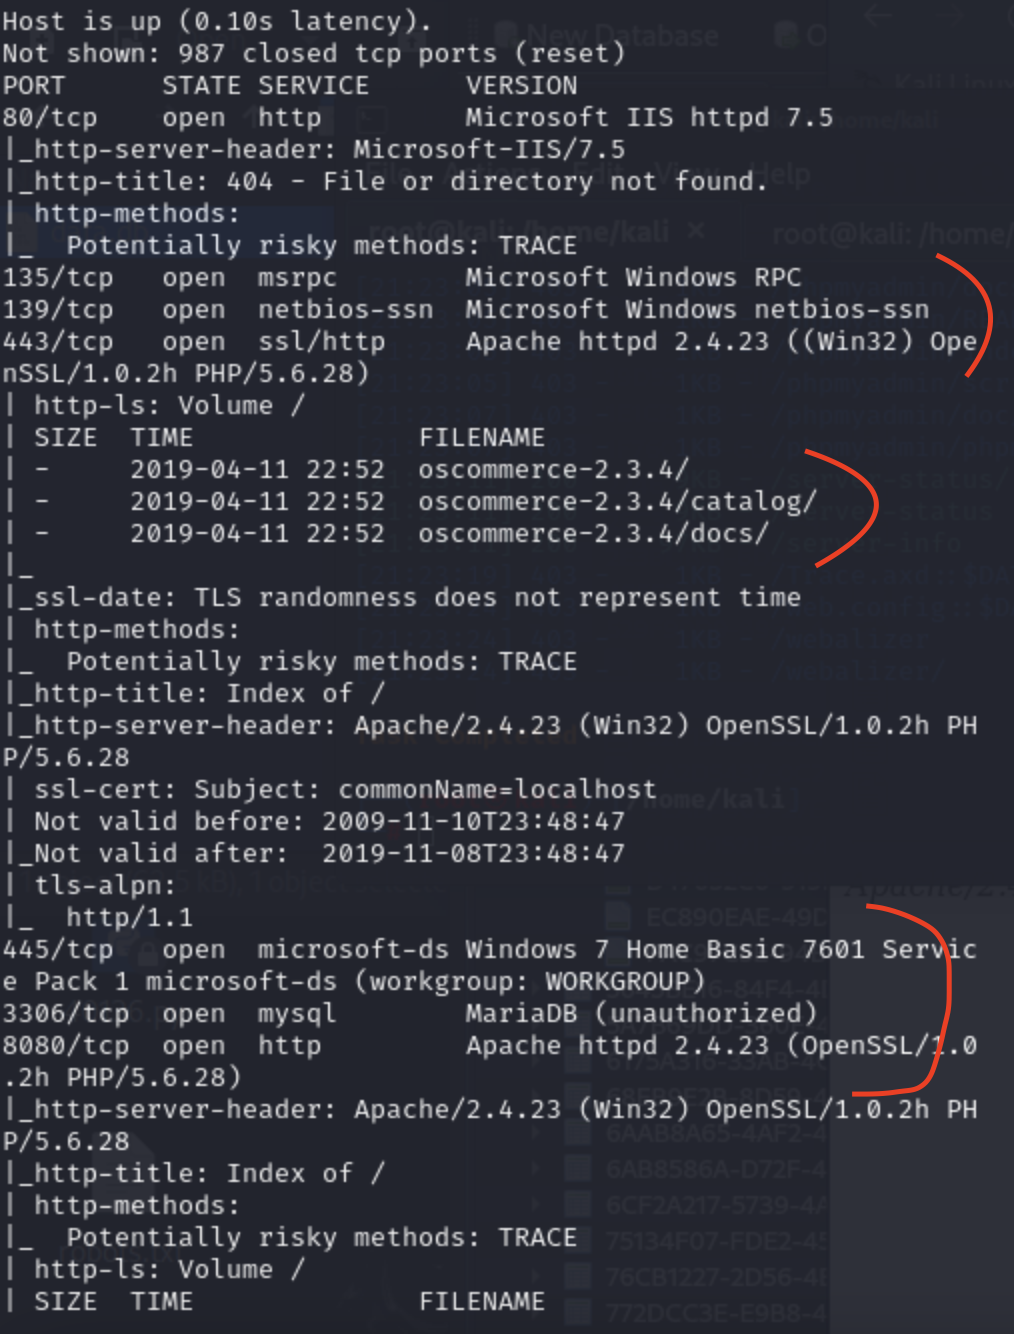 Host is up (0.10s latency).
Not shown: 987 closed tcp ports (reset)
PORT      STATE SERVICE      VERSION
80/tcp    open  http         Microsoft IIS httpd 7.5
|_http-server-header: Microsoft-IIS/7.5
|_http-title: 404 - File or directory not found.
| http-methods:
|_  Potentially risky methods: TRACE
135/tcp   open  msrpc        Microsoft Windows RPC
139/tcp   open  netbios-ssn  Microsoft Windows netbios-ssn
443/tcp   open  ssl/http     Apache httpd 2.4.23 ((Win32) Ope
nSSL/1.0.2h PHP/5.6.28)
| http-ls: Volume /
| SIZE  TIME              FILENAME
| -     2019-04-11 22:52  oscommerce-2.3.4/
| -     2019-04-11 22:52  oscommerce-2.3.4/catalog/
| -     2019-04-11 22:52  oscommerce-2.3.4/docs/
|_
|_ssl-date: TLS randomness does not represent time
| http-methods:
|_  Potentially risky methods: TRACE
|_http-title: Index of /
|_http-server-header: Apache/2.4.23 (Win32) OpenSSL/1.0.2h PH
P/5.6.28
| ssl-cert: Subject: commonName=localhost
| Not valid before: 2009-11-10T23:48:47
|_Not valid after:  2019-11-08T23:48:47
| tls-alpn:
|_  http/1.1
445/tcp   open  microsoft-ds Windows 7 Home Basic 7601 Servic
e Pack 1 microsoft-ds (workgroup: WORKGROUP)
3306/tcp  open  mysql        MariaDB (unauthorized)
8080/tcp  open  http         Apache httpd 2.4.23 (OpenSSL/1.0
.2h PHP/5.6.28)
|_http-server-header: Apache/2.4.23 (Win32) OpenSSL/1.0.2h PH
P/5.6.28
|_http-title: Index of /
| http-methods:
|_  Potentially risky methods: TRACE
| http-ls: Volume /
| SIZE  TIME              FILENAME